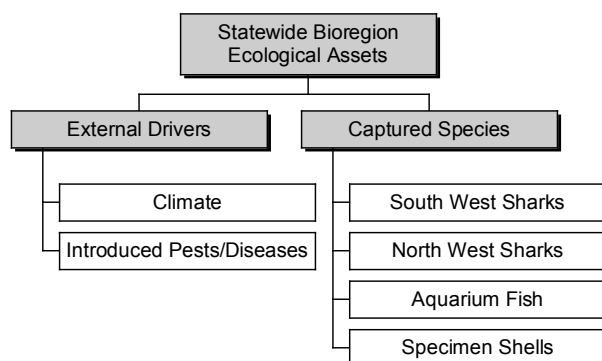 Statewide Bioregion
Ecological Assets
External Drivers
Captured Species
Climate
Introduced Pests/Diseases
South West Sharks
North West Sharks
Aquarium Fish
Specimen Shells